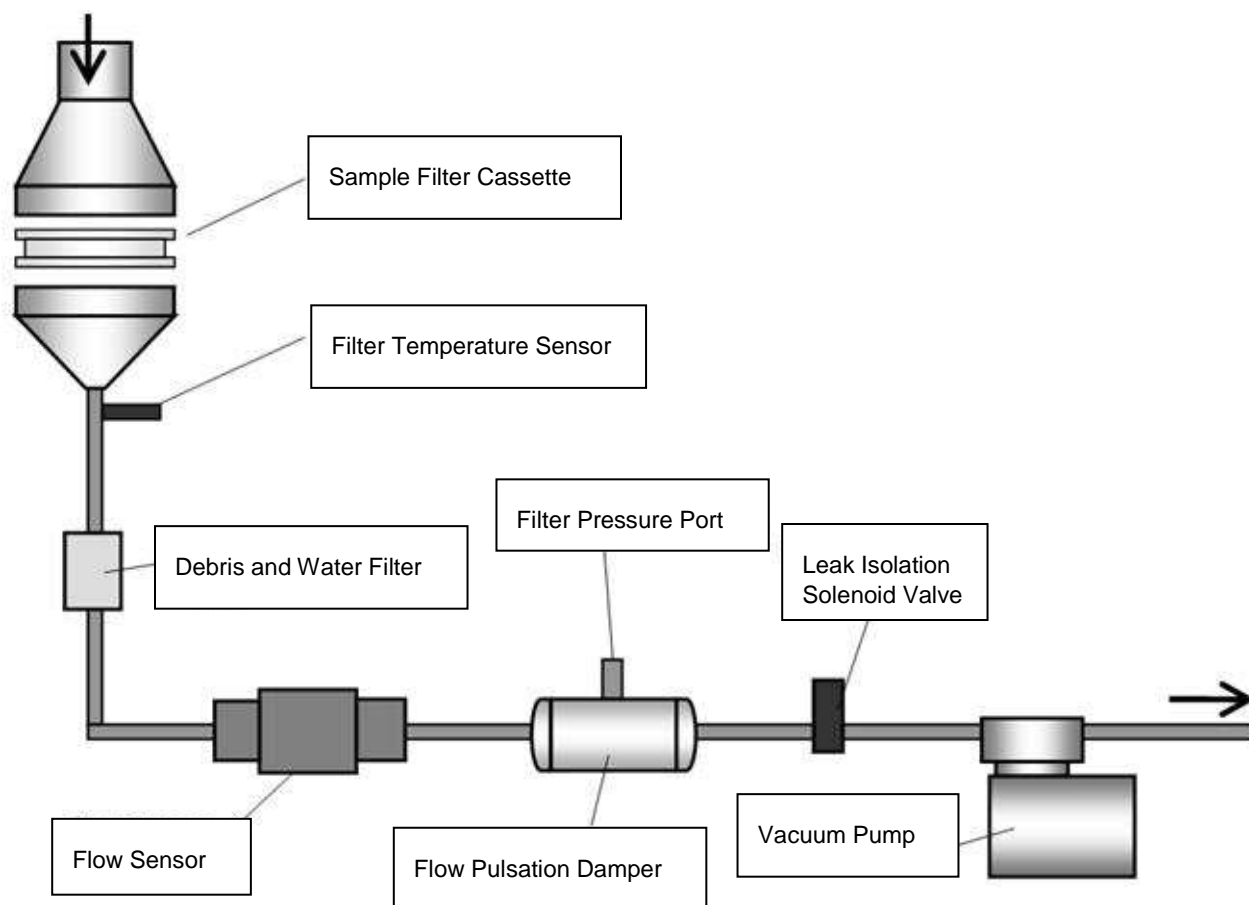 Sample Filter Cassette
Filter Temperature Sensor
Filter Pressure Port
Debris and Water Filter
Leak Isolation
Solenoid Valve
Flow Sensor
Flow Pulsation Damper
Vacuum Pump